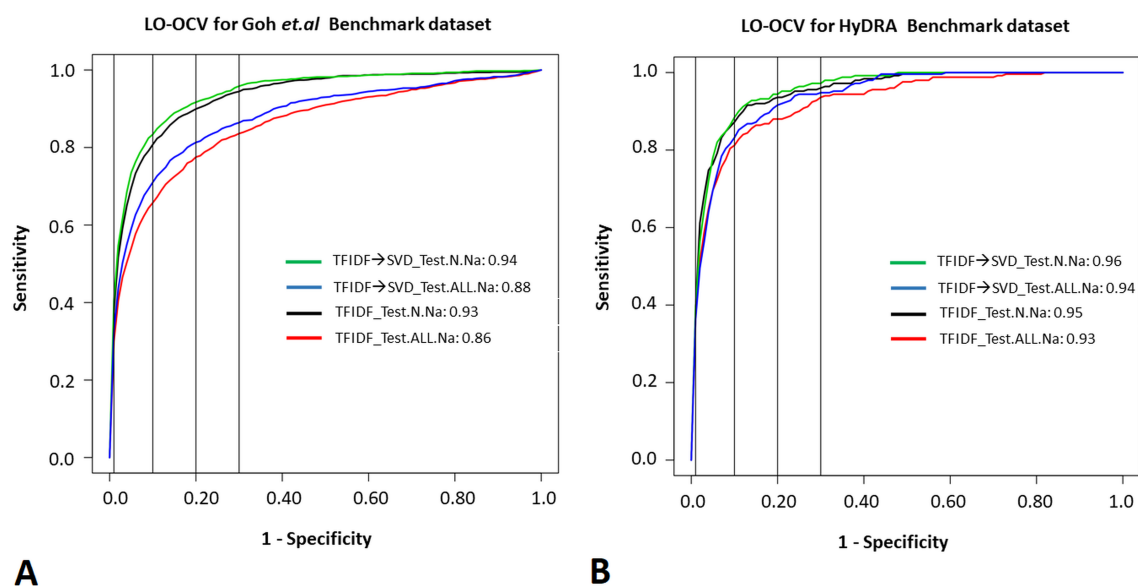 LO-OCV for Goh et.al Benchmark dataset
1.0
0.8
0.6
0.4
0.2
0.0
Sensitivity
TFIDF→SVD_Test.N.Na: 0.94
TFIDF→SVD_Test.ALL.Na: 0.88
TFIDF_Test.N.Na: 0.93
TFIDF_Test.ALL.Na: 0.86
0.0 0.20 0.40 0.60 0.80 1.0
1 - Specificity
A
LO-OCV for HyDRA Benchmark dataset
1.0
0.8
0.6
0.4
0.2
0.0
Sensitivity
TFIDF→SVD_Test.N.Na: 0.96
TFIDF→SVD_Test.ALL.Na: 0.94
TFIDF_Test.N.Na: 0.95
TFIDF_Test.ALL.Na: 0.93
0.0 0.20 0.40 0.60 0.80 1.0
1 - Specificity
B